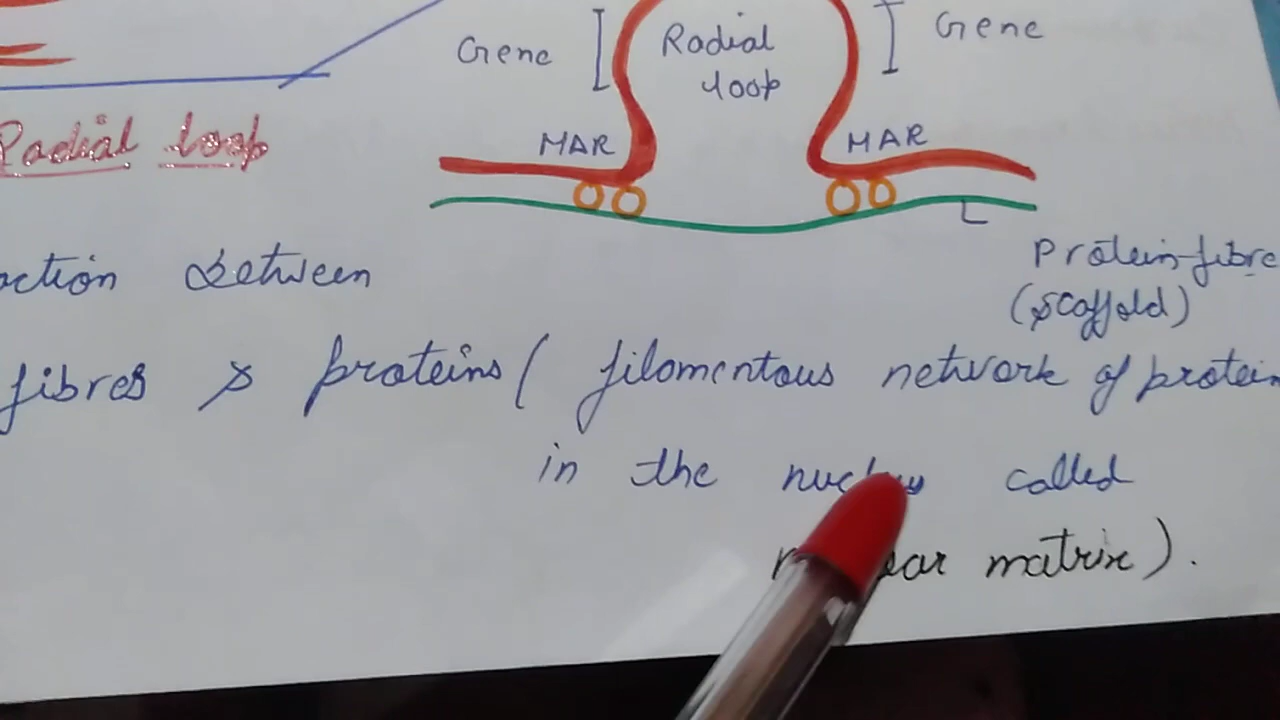 Gene Radial loop Gene
MAR MAR
Radial loop
Protein fibre
(scaffold)
between
fibres & proteins ( filomentous network of protein
in the called
matrix).